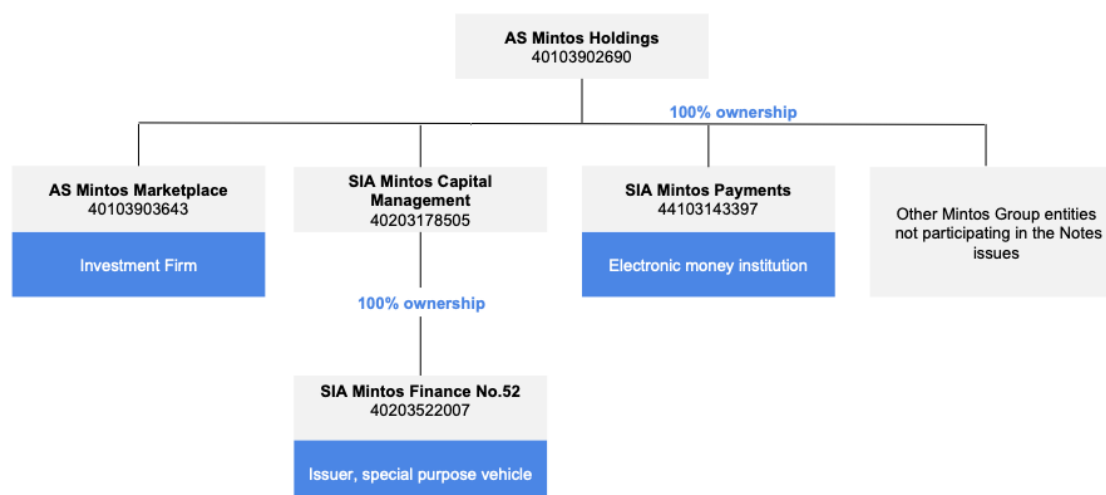 AS Mintos Holdings
40103902690
100% ownership
AS Mintos Marketplace
40103903643
Investment Firm
SIA Mintos Capital
Management
40203178505
SIA Mintos Payments
44103143397
Electronic money institution
Other Mintos Group entities
not participating in the Notes
issues
100% ownership
SIA Mintos Finance No.52
40203522007
Issuer, special purpose vehicle